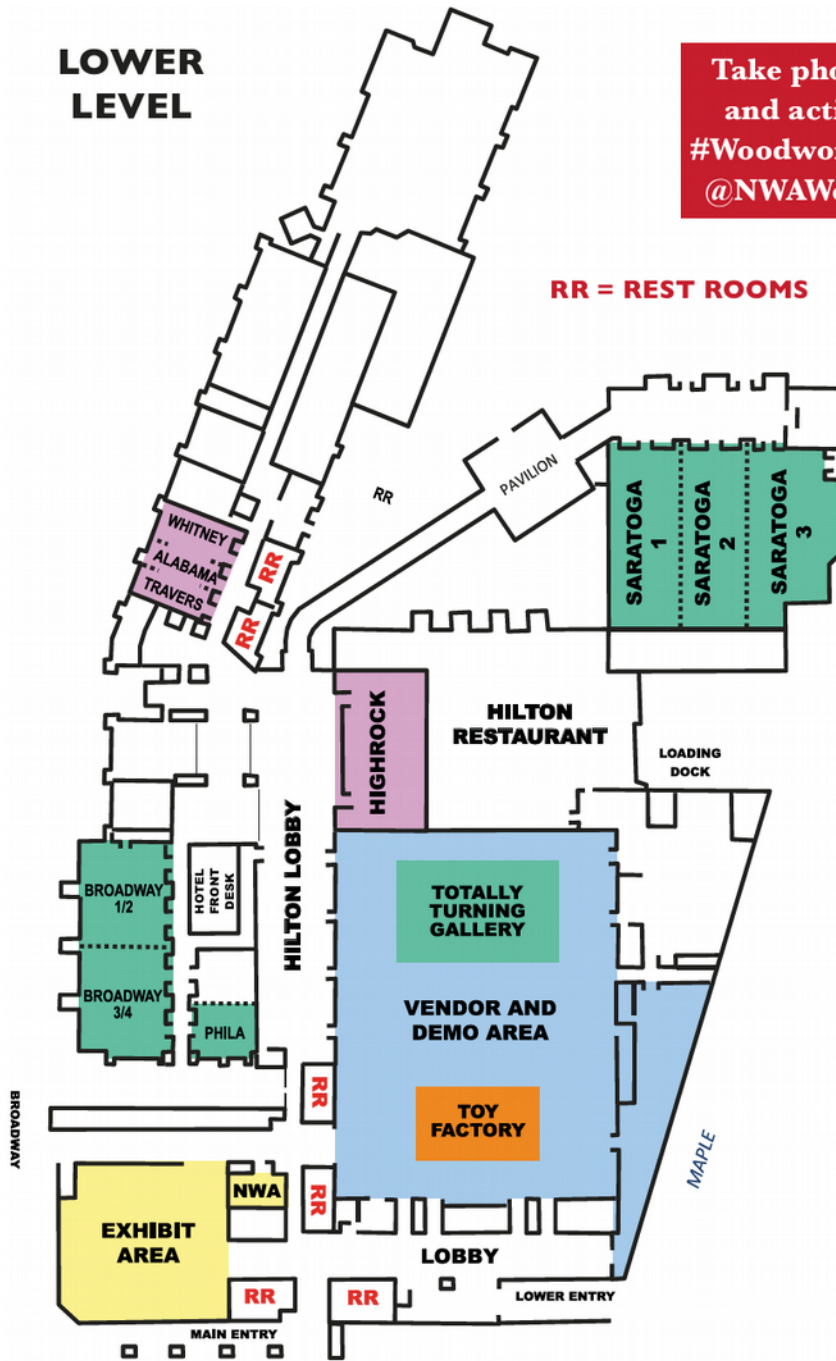 LOWER
LEVEL
Take pho
and acti
#Woodwor
@NWAWo
RR = REST ROOMS
PAVILION
RR
SARATOGA
1
SARATOGA
2
SARATOGA
3
WHITNEY
ALABAMA
TRAVERS
RR
RR
HIGHROCK
HILTON
RESTAURANT
LOADING
DOCK
HILTON LOBBY
BROADWAY
1/2
HOTEL
FRONT
DESK
TOTALLY
TURNING
GALLERY
BROADWAY
3/4
PHILA
VENDOR AND
DEMO AREA
RR
TOY
FACTORY
BROADWAY
MAPLE
NWA
RR
EXHIBIT
AREA
LOBBY
RR
RR
LOWER ENTRY
MAIN ENTRY